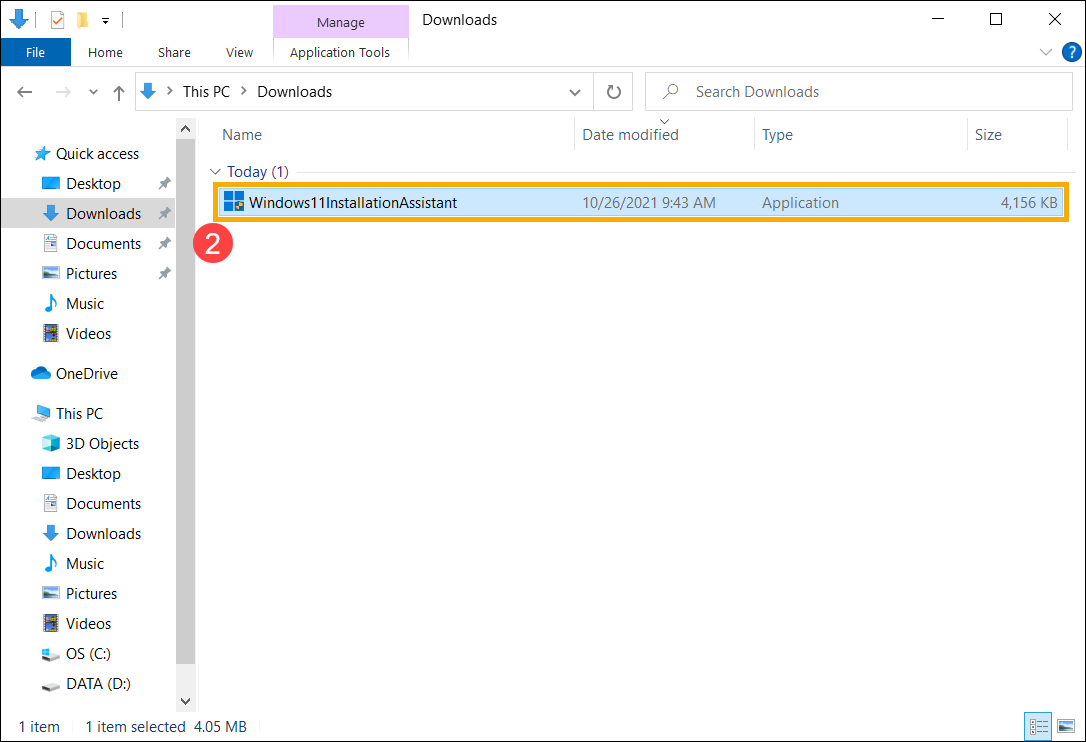 Manage
Downloads
File
Home
Share
View
Application Tools
?
This PC
Downloads
Search Downloads
Name
Date modified
Type
Size
Quick access
Desktop
Downloads
Documents
Pictures
Music
Videos
OneDrive
This PC
3D Objects
Desktop
Documents
Downloads
Music
Pictures
Videos
OS (C:)
DATA (D:)
Today (1)
Windows11InstallationAssistant 10/26/2021 9:43 AM Application 4,156 KB
2
1 item 1 item selected 4.05 MB